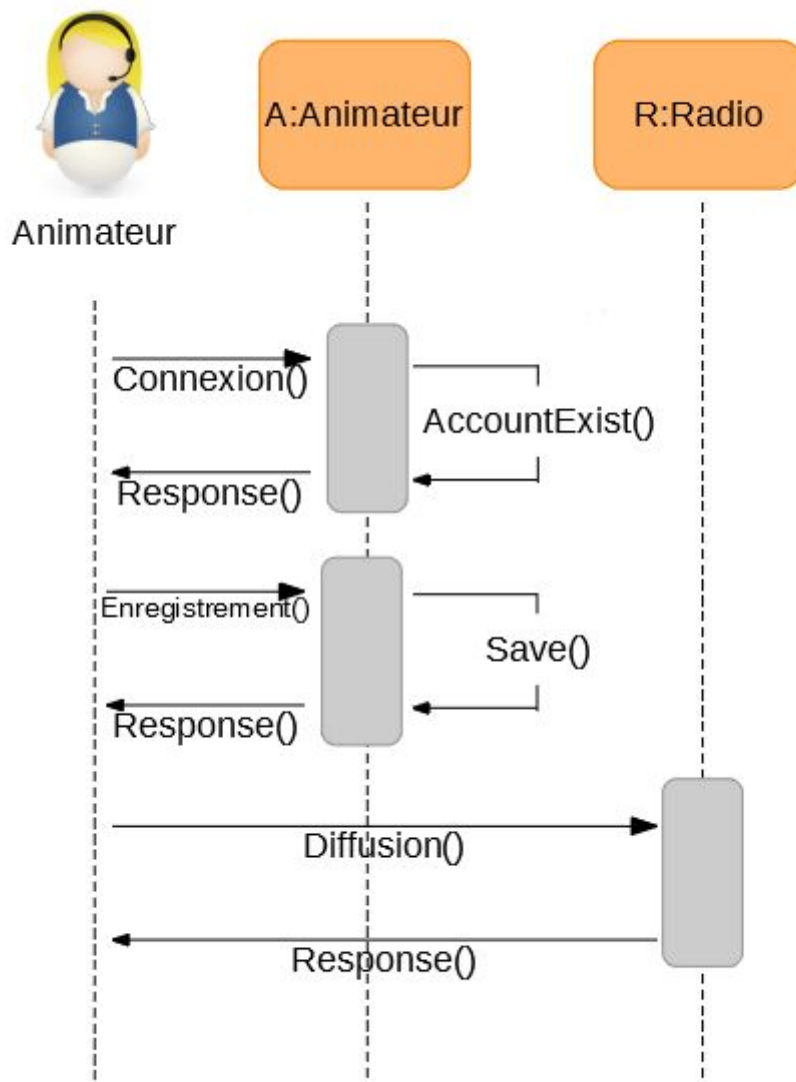 A:Animateur
R:Radio
Animateur
Connexion()
AccountExist()
Response()
Enregistrement()
Save()
Response()
Diffusion()
Response()